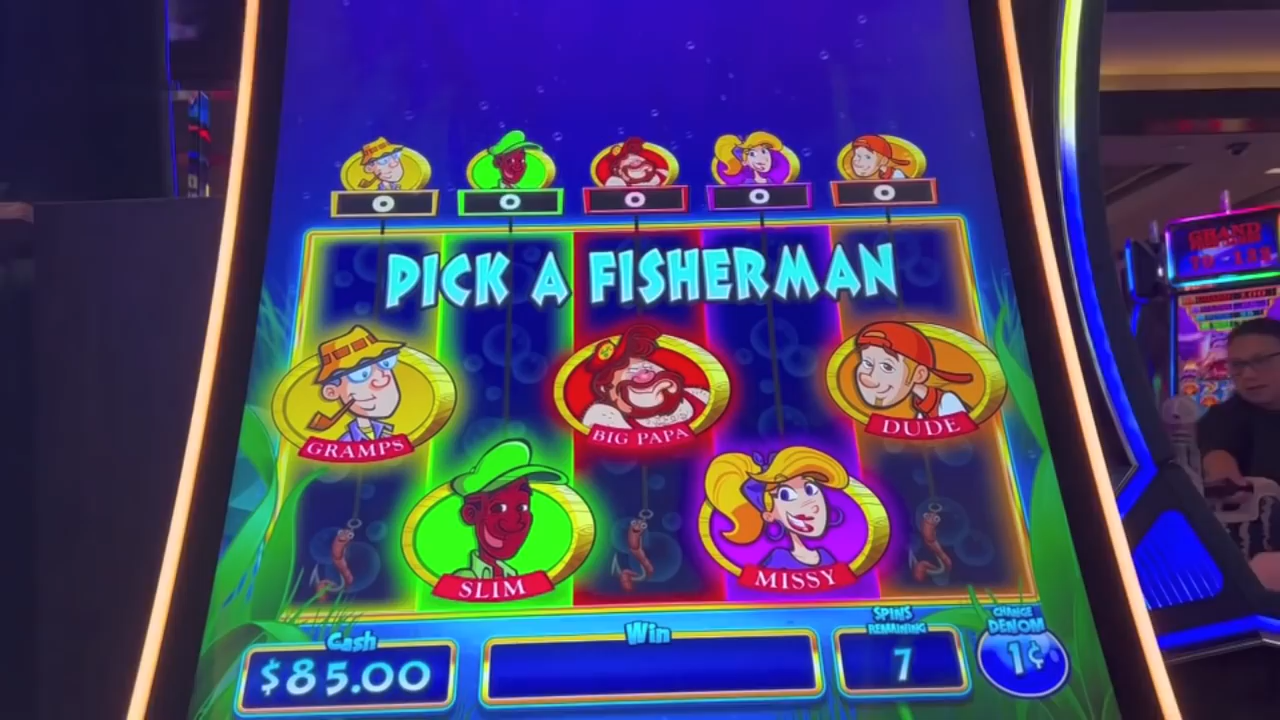 0 0 0 0 0
PICK A FISHERMAN
GRAMPS
BIG PAPA
DUDE
SLIM
MISSY
Cash
$85.00
Win
SPINS
REMAINING
7
CHANGE
DENOM
1¢
GRAND